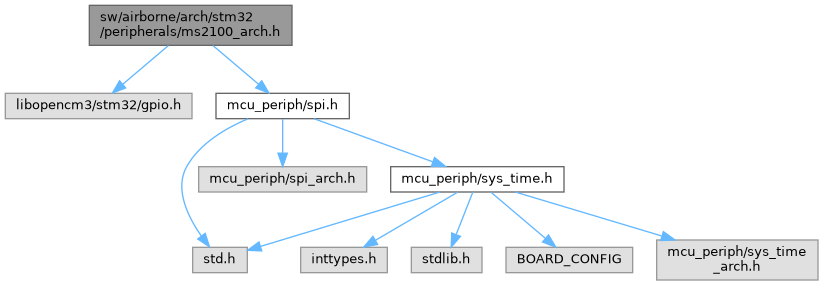 sw/airborne/arch/stm32
/peripherals/ms2100_arch.h
libopencm3/stm32/gpio.h
mcu_periph/spi.h
mcu_periph/spi_arch.h
mcu_periph/sys_time.h
std.h
inttypes.h
stdlib.h
BOARD_CONFIG
mcu_periph/sys_time
_arch.h